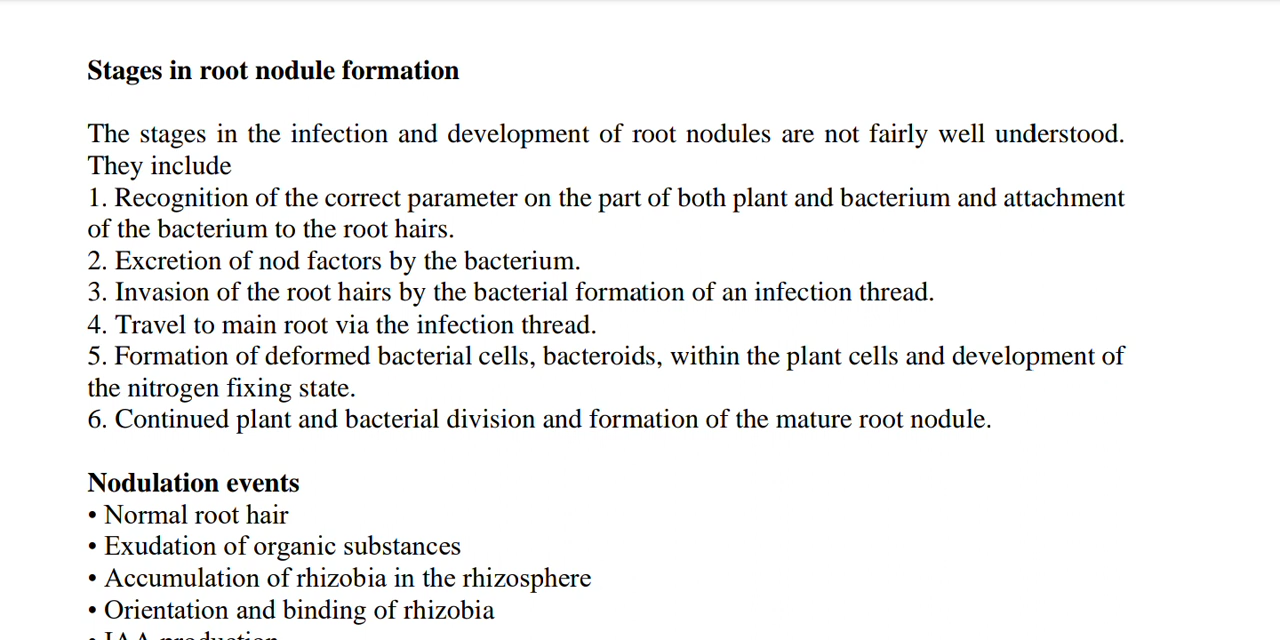 Stages in root nodule formation
The stages in the infection and development of root nodules are not fairly well understood.
They include
1. Recognition of the correct parameter on the part of both plant and bacterium and attachment
of the bacterium to the root hairs.
2. Excretion of nod factors by the bacterium.
3. Invasion of the root hairs by the bacterial formation of an infection thread.
4. Travel to main root via the infection thread.
5. Formation of deformed bacterial cells, bacteroids, within the plant cells and development of
the nitrogen fixing state.
6. Continued plant and bacterial division and formation of the mature root nodule.
Nodulation events
• Normal root hair
• Exudation of organic substances
• Accumulation of rhizobia in the rhizosphere
• Orientation and binding of rhizobia
• IAA production